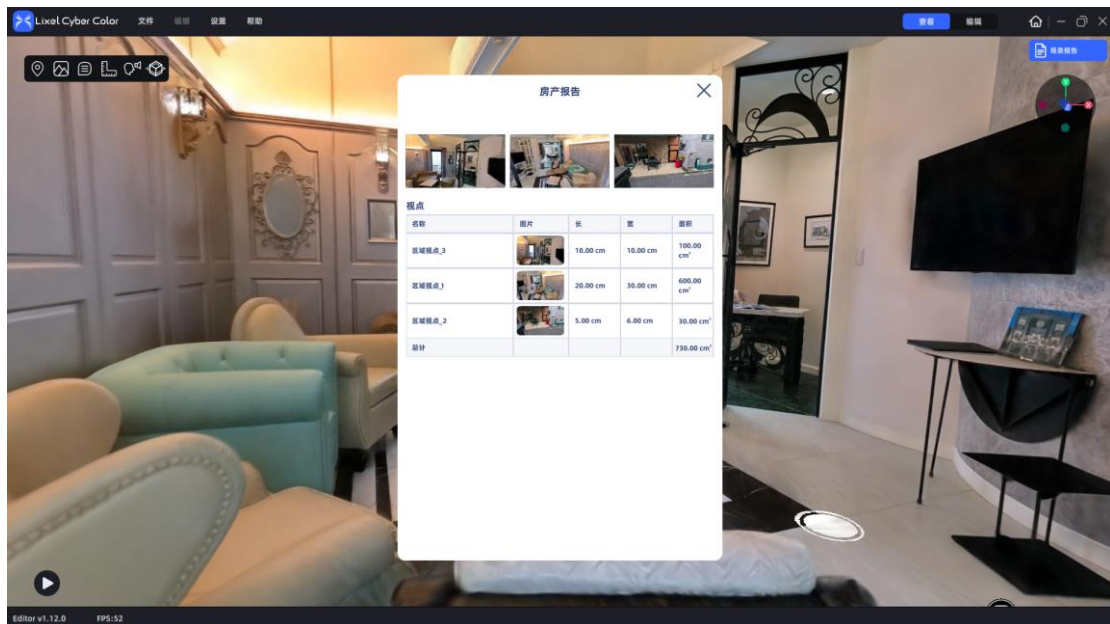 Lixel Cyber Color 文件 编辑 设置 帮助 查看 编辑
场景报告
Y
X
Z
房产报告
视点
名称 图片 长 宽 面积
区域视点_3 10.00 cm 10.00 cm 100.00 cm²
区域视点_1 20.00 cm 30.00 cm 600.00 cm²
区域视点_2 5.00 cm 6.00 cm 30.00 cm²
总计 730.00 cm²
Editor v1.12.0 FPS:52